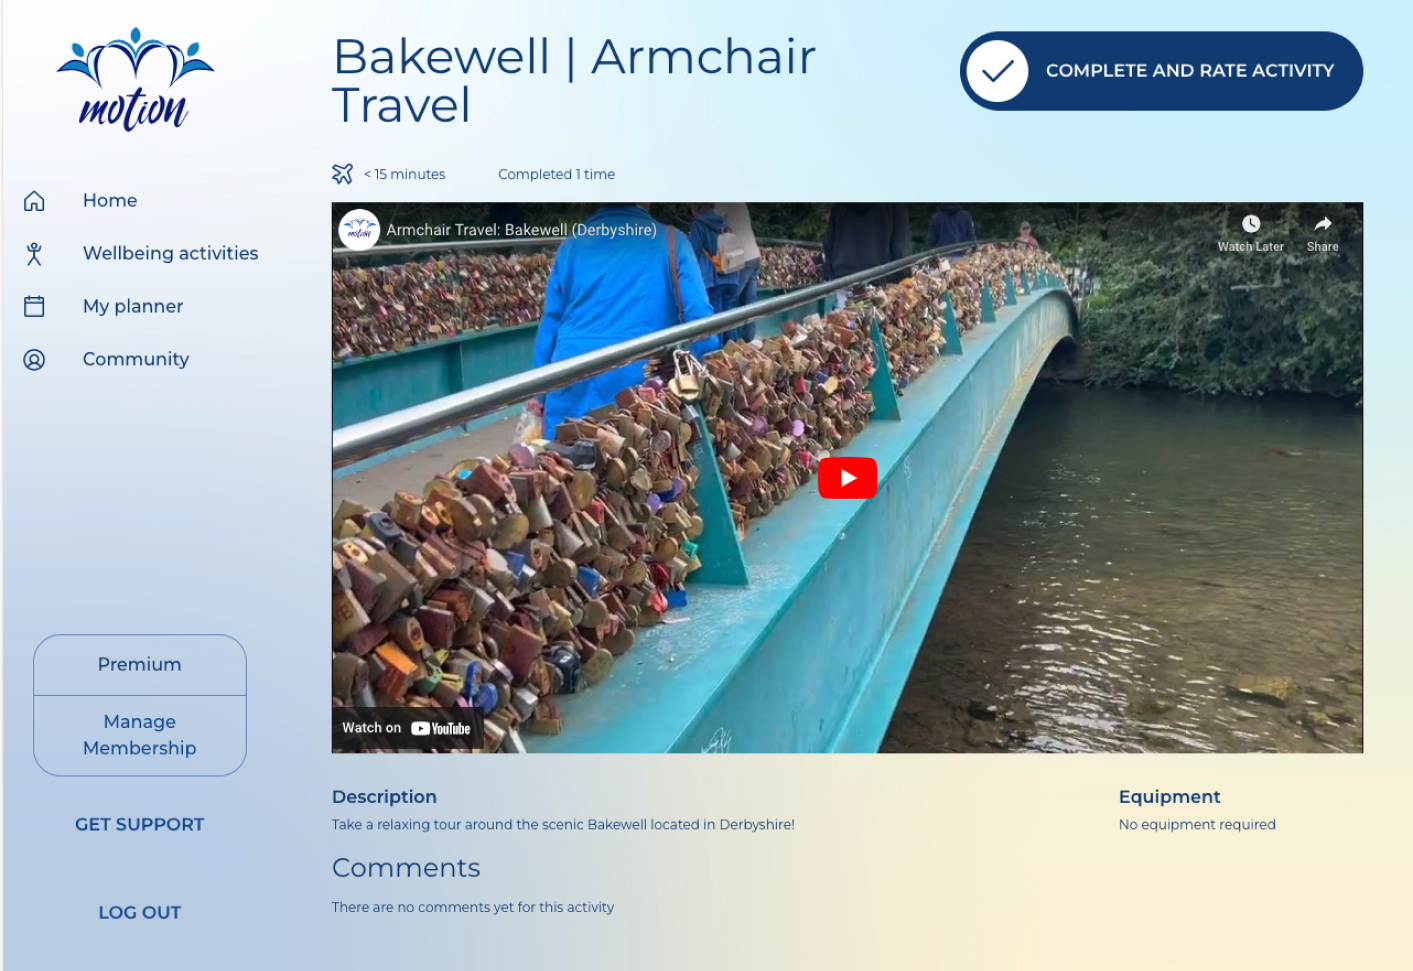 motion
Home
Wellbeing activities
My planner
Community
Premium
Manage
Membership
GET SUPPORT
LOG OUT
Bakewell | Armchair
Travel
COMPLETE AND RATE ACTIVITY
< 15 minutes
Completed 1 time
motion
Armchair Travel: Bakewell (Derbyshire)
Watch Later
Share
Watch on YouTube
Description
Take a relaxing tour around the scenic Bakewell located in Derbyshire!
Equipment
No equipment required
Comments
There are no comments yet for this activity